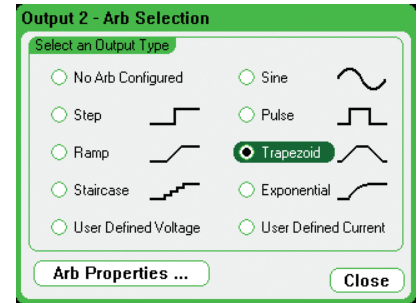 Output 2 - Arb Selection
Select an Output Type
No Arb Configured
Sine
Step
Pulse
Ramp
Trapezoid
Staircase
Exponential
User Defined Voltage
User Defined Current
Arb Properties ...
Close